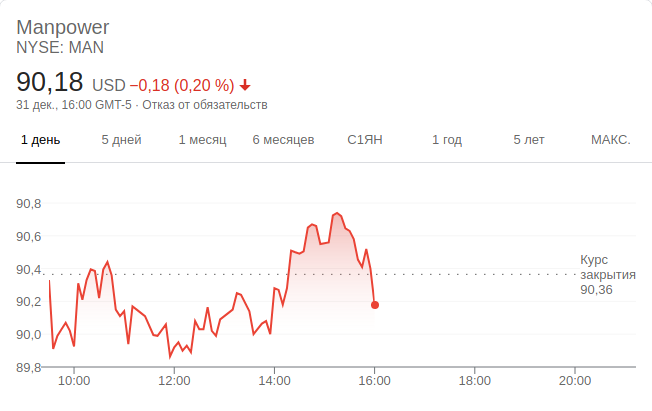 Manpower
NYSE: MAN
90,18 USD −0,18 (0,20 %)
31 дек., 16:00 GMT-5 · Отказ от обязательств
1 день 5 дней 1 месяц 6 месяцев С1ЯН 1 год 5 лет МАКС.
90,8
90,6
90,4
90,2
90,0
89,8
Курс
закрытия
90,36
10:00 12:00 14:00 16:00 18:00 20:00